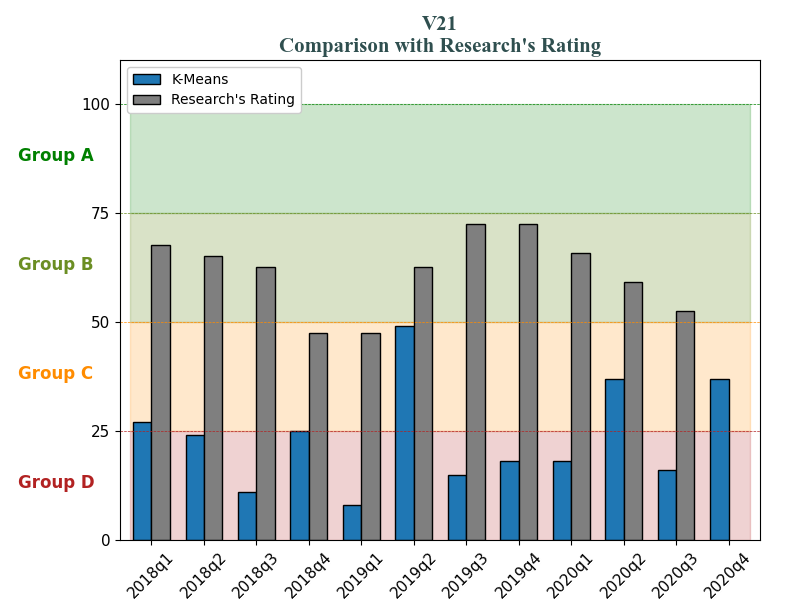 V21
Comparison with Research's Rating
K-Means
Research's Rating
100
Group A
75
Group B
50
Group C
25
Group D
0
2018q1
2018q2
2018q3
2018q4
2019q1
2019q2
2019q3
2019q4
2020q1
2020q2
2020q3
2020q4